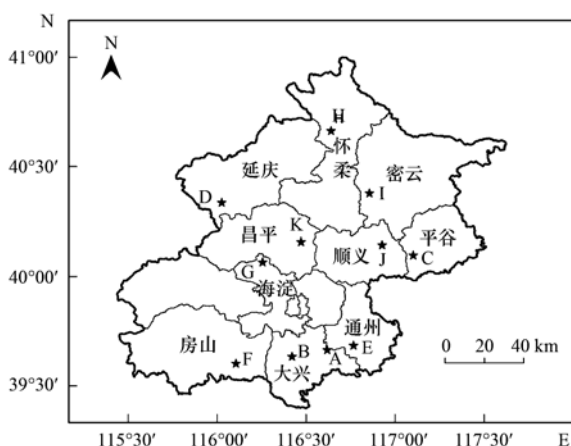 N
N
41°00′
H
怀
延庆
密云
柔
40°30′
D
I
K
昌平
平谷
顺义
J
C
G
40°00′
海淀
通州
房山
B
E
F
大兴
A
0 20 40 km
39°30′
115°30′ 116°00′ 116°30′ 117°00′ 117°30′ E